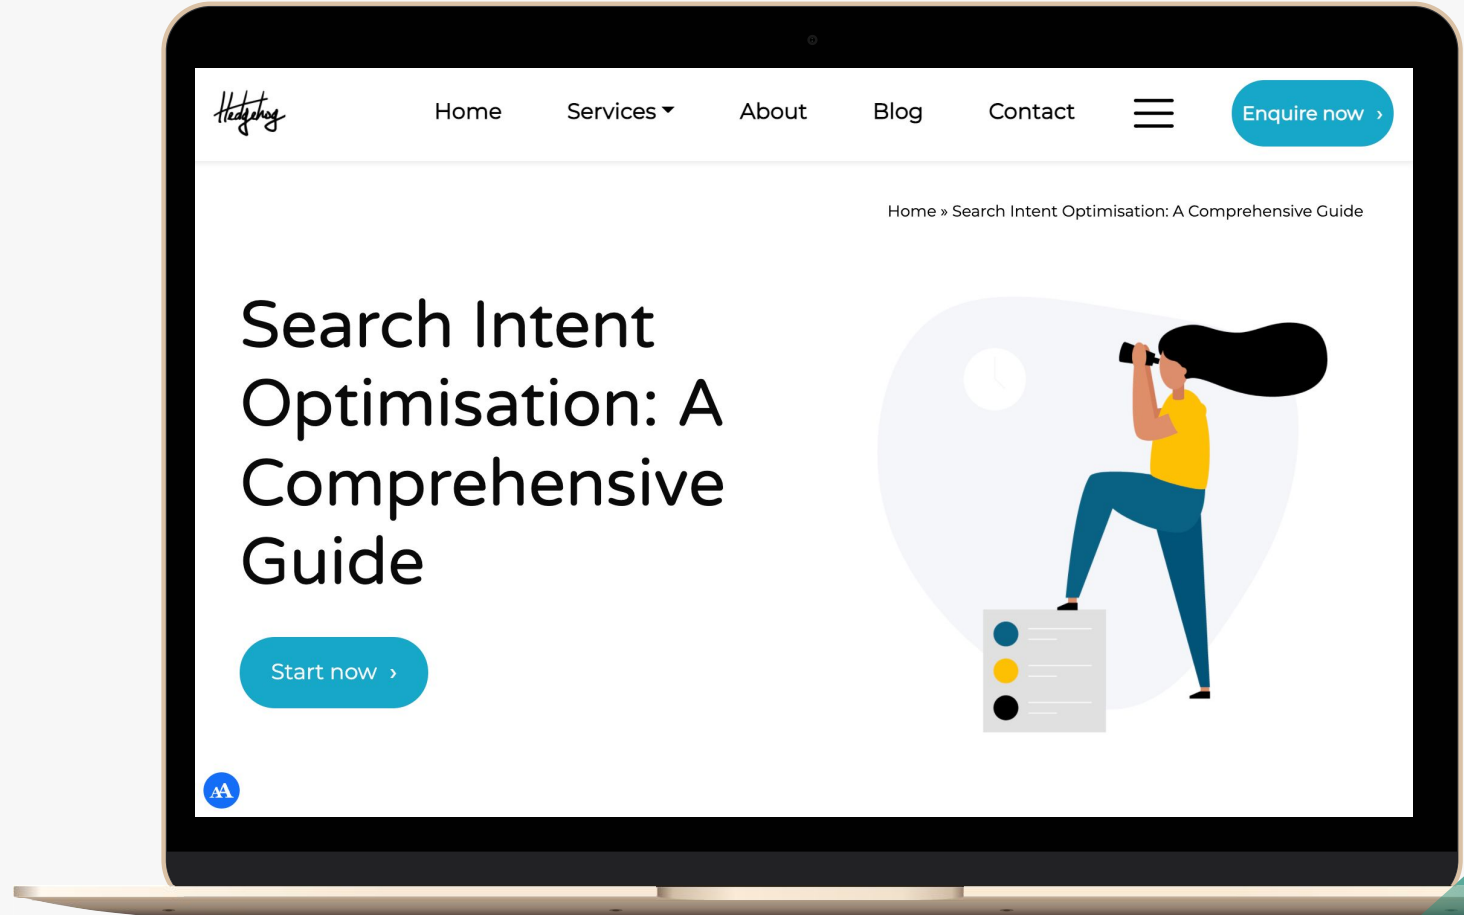 Hedgehog
Home
Services
About
Blog
Contact
Enquire now ›
Home » Search Intent Optimisation: A Comprehensive Guide
Search Intent
Optimisation: A
Comprehensive
Guide
Start now ›
AA